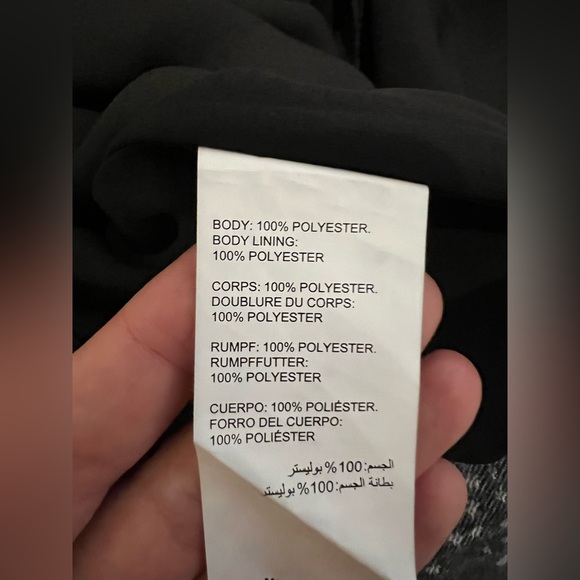 BODY: 100% POLYESTER.
BODY LINING:
100% POLYESTER
CORPS: 100% POLYESTER.
DOUBLURE DU CORPS:
100% POLYESTER
RUMPF: 100% POLYESTER.
RUMPFFUTTER:
100% POLYESTER
CUERPO: 100% POLIÉSTER.
FORRO DEL CUERPO:
100% POLIÉSTER
الجسم: 100% بوليستر
بطانة الجسم: 100% بوليستر